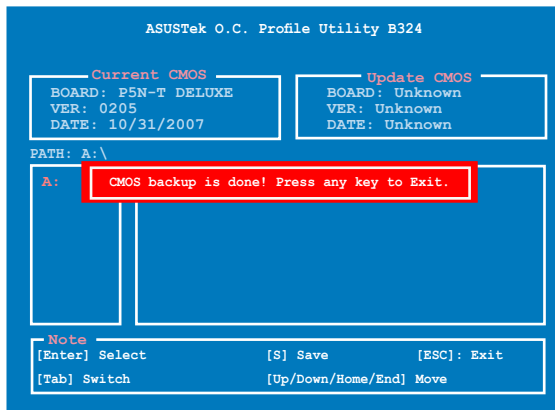 ASUSTek O.C. Profile Utility B324
Current CMOS
BOARD: P5N-T DELUXE
VER: 0205
DATE: 10/31/2007
Update CMOS
BOARD: Unknown
VER: Unknown
DATE: Unknown
PATH: A:\
A:
CMOS backup is done! Press any key to Exit.
Note
[Enter] Select [S] Save [ESC]: Exit
[Tab] Switch [Up/Down/Home/End] Move